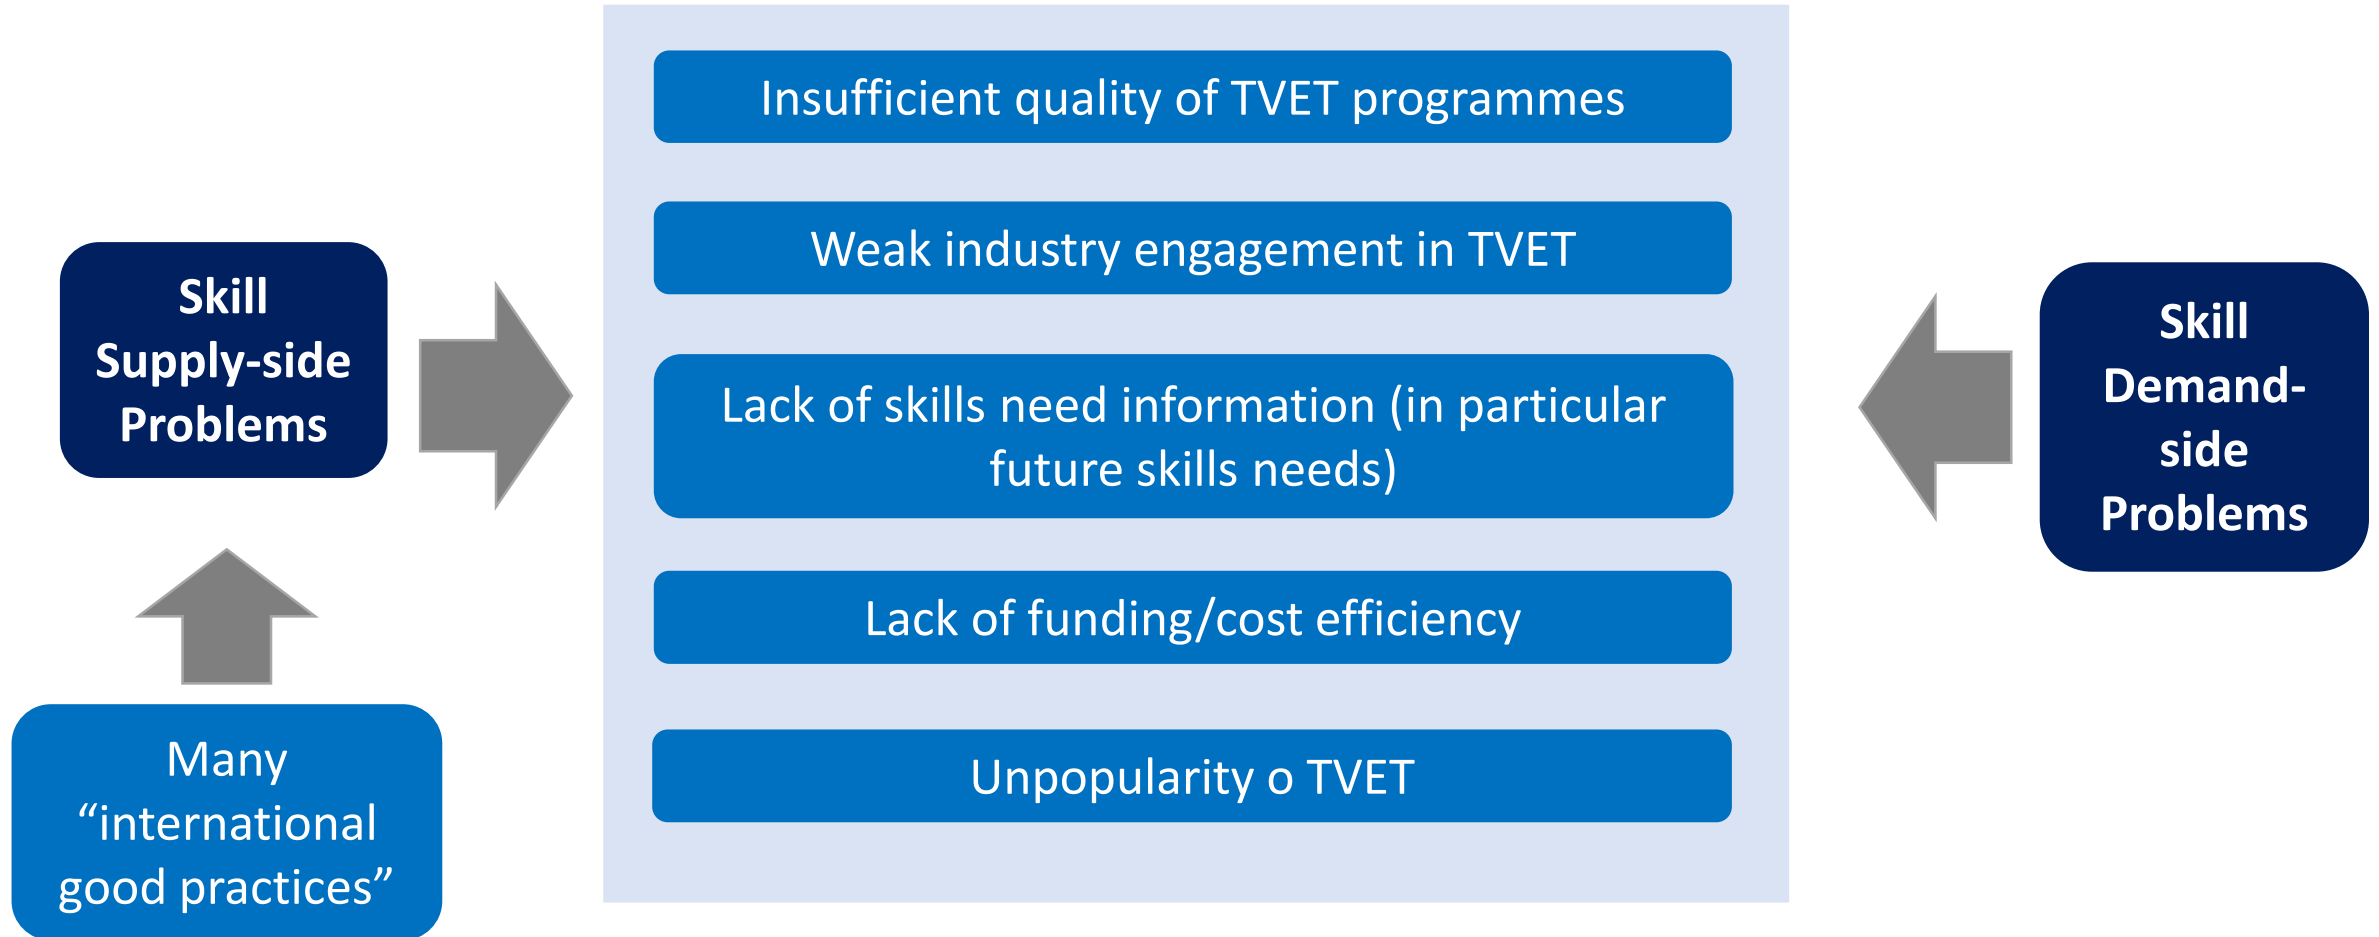 Skill
Supply-side
Problems
Many
“international
good practices”
Insufficient quality of TVET programmes
Weak industry engagement in TVET
Lack of skills need information (in particular
future skills needs)
Lack of funding/cost efficiency
Unpopularity o TVET
Skill
Demand-
side
Problems